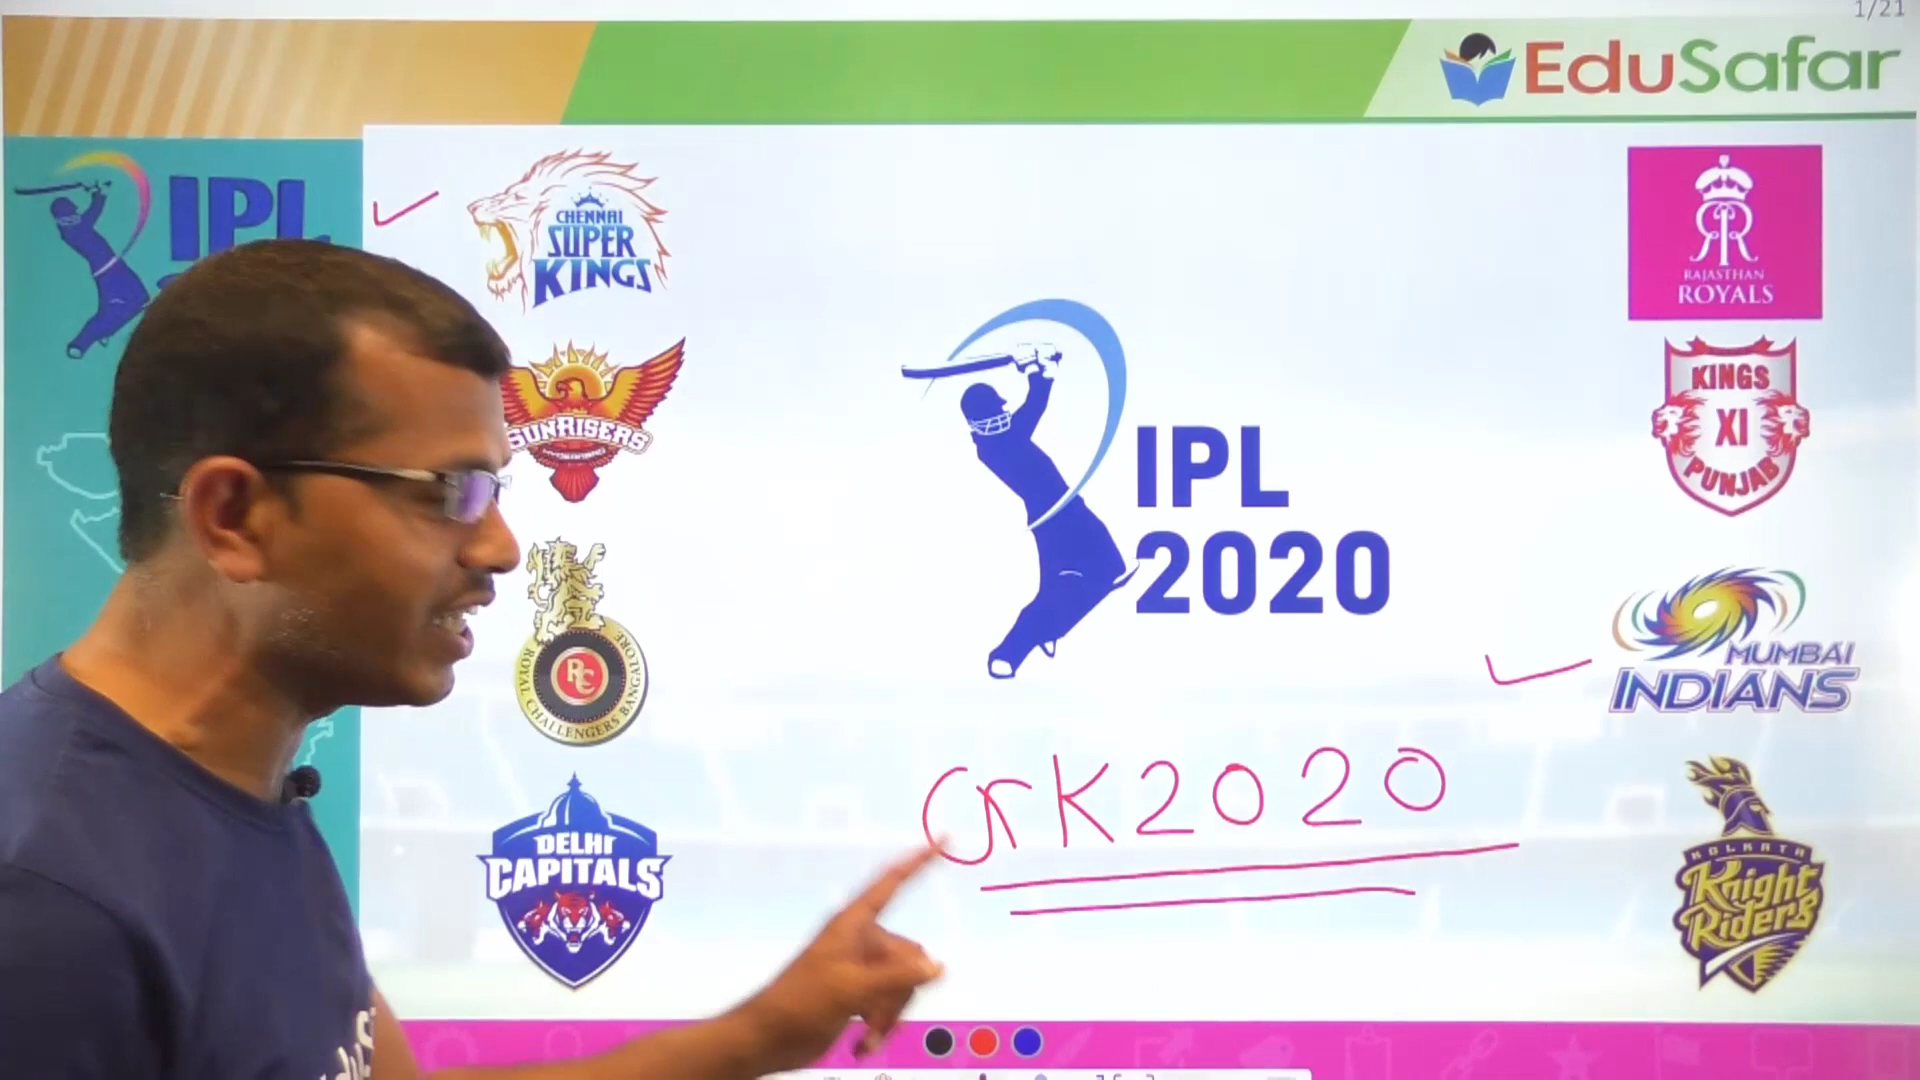 1/21
EduSafar
IPL
CHENNAI
SUPER
KINGS
RAJASTHAN
ROYALS
SUNRISERS
KINGS
XI
PUNJAB
IPL
2020
RC
ROYAL CHALLENGERS BANGALORE
MUMBAI
INDIANS
CrK2020
DELHI
CAPITALS
KOLKATA
Knight
Riders